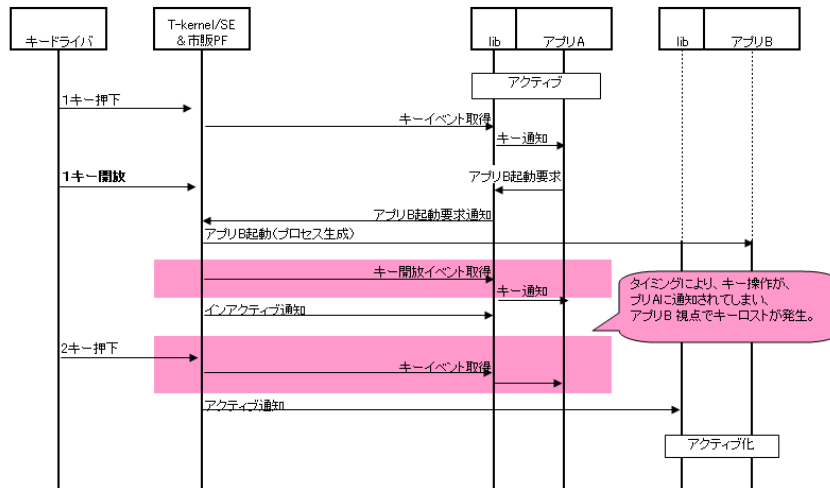 キードライバ
T-kernel/SE
&市販PF
lib
アプリA
lib
アプリB
アクティブ
1キー押下
キーイベント取得
キー通知
1キー開放
アプリB起動要求
アプリB起動要求通知
アプリB起動(プロセス生成)
キー開放イベント取得
キー通知
タイミングにより、キー操作が、
プリAに通知されてしまい、
アプリB 視点でキーロストが発生。
インアクティブ通知
2キー押下
キーイベント取得
アクティブ通知
アクティブ化